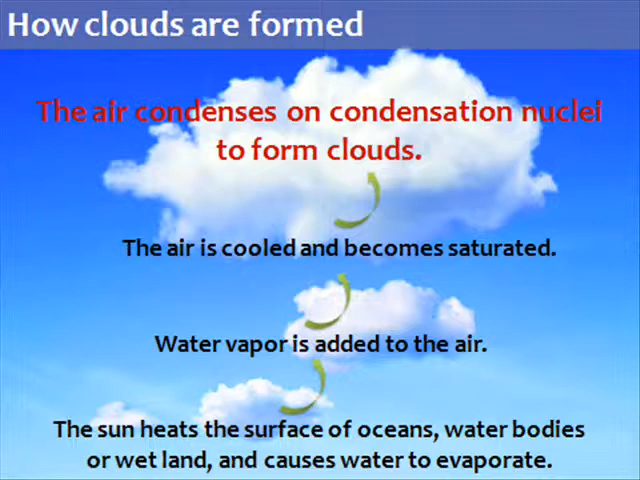 How clouds are formed
The air condenses on condensation nuclei
to form clouds.
The air is cooled and becomes saturated.
Water vapor is added to the air.
The sun heats the surface of oceans, water bodies
or wet land, and causes water to evaporate.